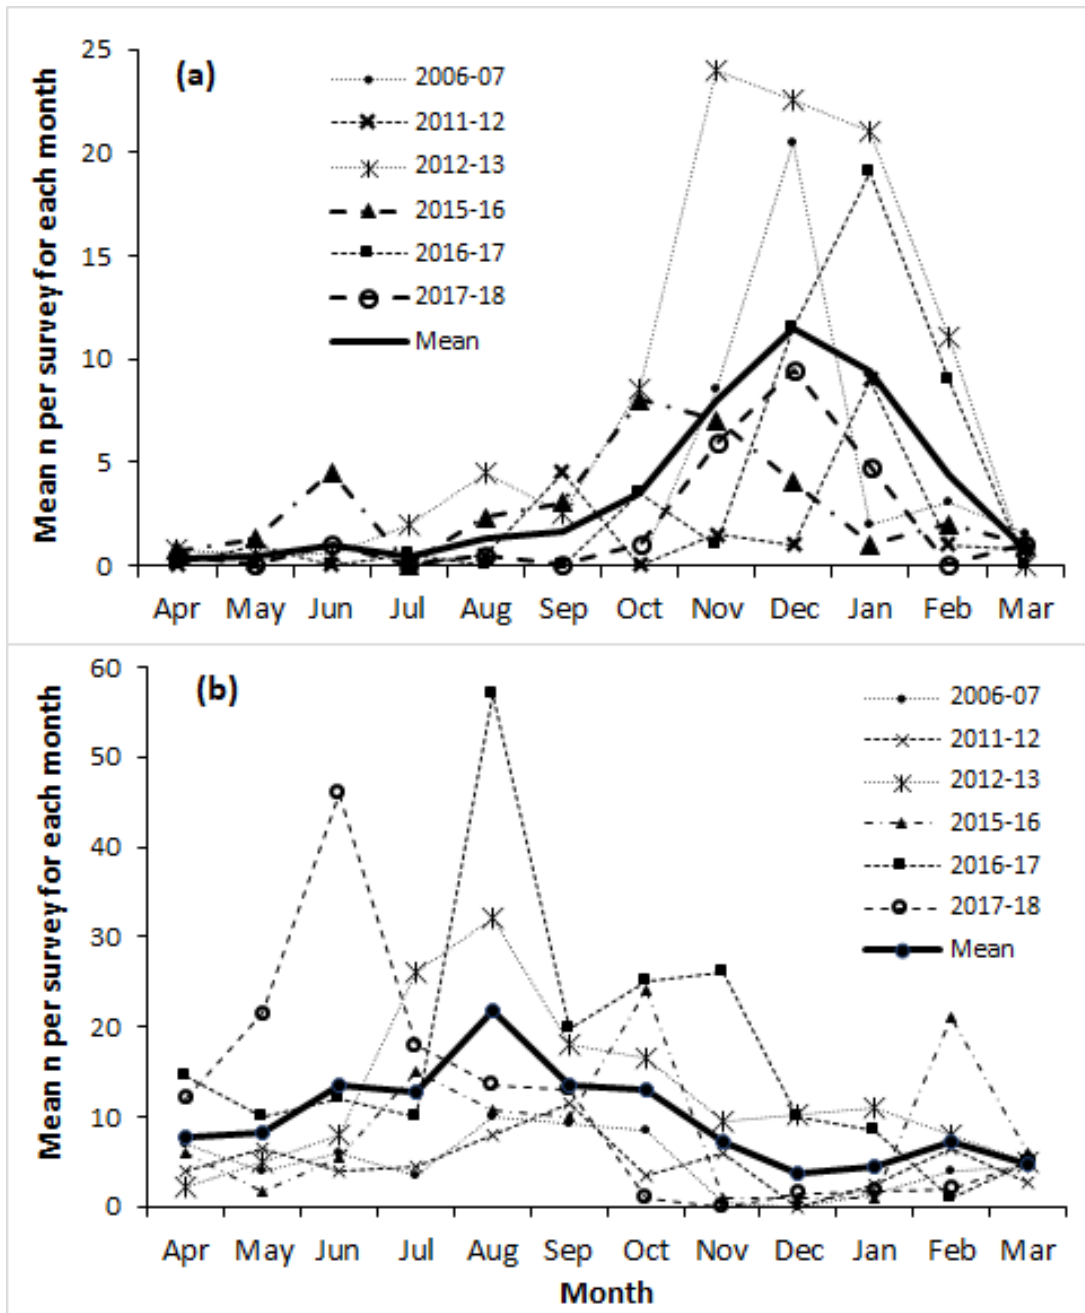 (a)
Mean n per survey for each month
25
20
15
10
5
0
2006-07
2011-12
2012-13
2015-16
2016-17
2017-18
Mean
Apr May Jun Jul Aug Sep Oct Nov Dec Jan Feb Mar
(b)
Mean n per survey for each month
60
50
40
30
20
10
0
2006-07
2011-12
2012-13
2015-16
2016-17
2017-18
Mean
Apr May Jun Jul Aug Sep Oct Nov Dec Jan Feb Mar
Month